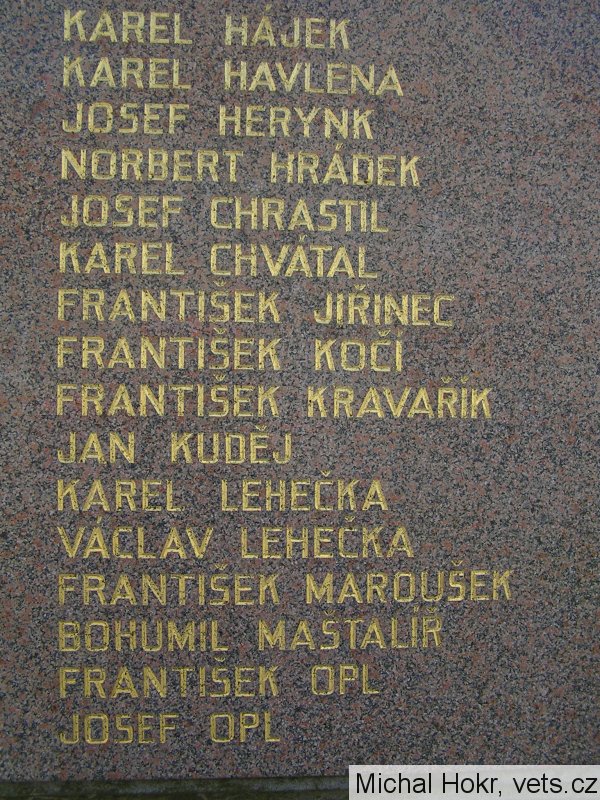 KAREL HÁJEK
KAREL HAVLENA
JOSEF HERYNK
NORBERT HRÁDEK
JOSEF CHRASTIL
KAREL CHVÁTAL
FRANTIŠEK JIŘINEC
FRANTIŠEK KOČÍ
FRANTIŠEK KRAVAŘÍK
JAN KUDĚJ
KAREL LEHEČKA
VÁCLAV LEHEČKA
FRANTIŠEK MAROUŠEK
BOHUMIL MAŠTALÍŘ
FRANTIŠEK OPL
JOSEF OPL
Michal Hokr, vets.cz